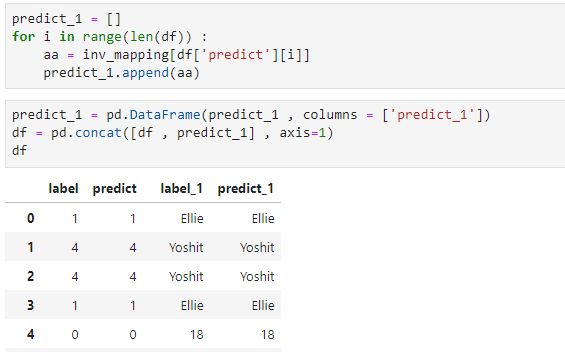 predict_1 = []
for i in range(len(df)) :
    aa = inv_mapping[df['predict'][i]]
    predict_1.append(aa)
predict_1 = pd.DataFrame(predict_1 , columns = ['predict_1'])
df = pd.concat([df , predict_1] , axis=1)
df
label predict label_1 predict_1
0 1 1 Ellie Ellie
1 4 4 Yoshit Yoshit
2 4 4 Yoshit Yoshit
3 1 1 Ellie Ellie
4 0 0 18 18